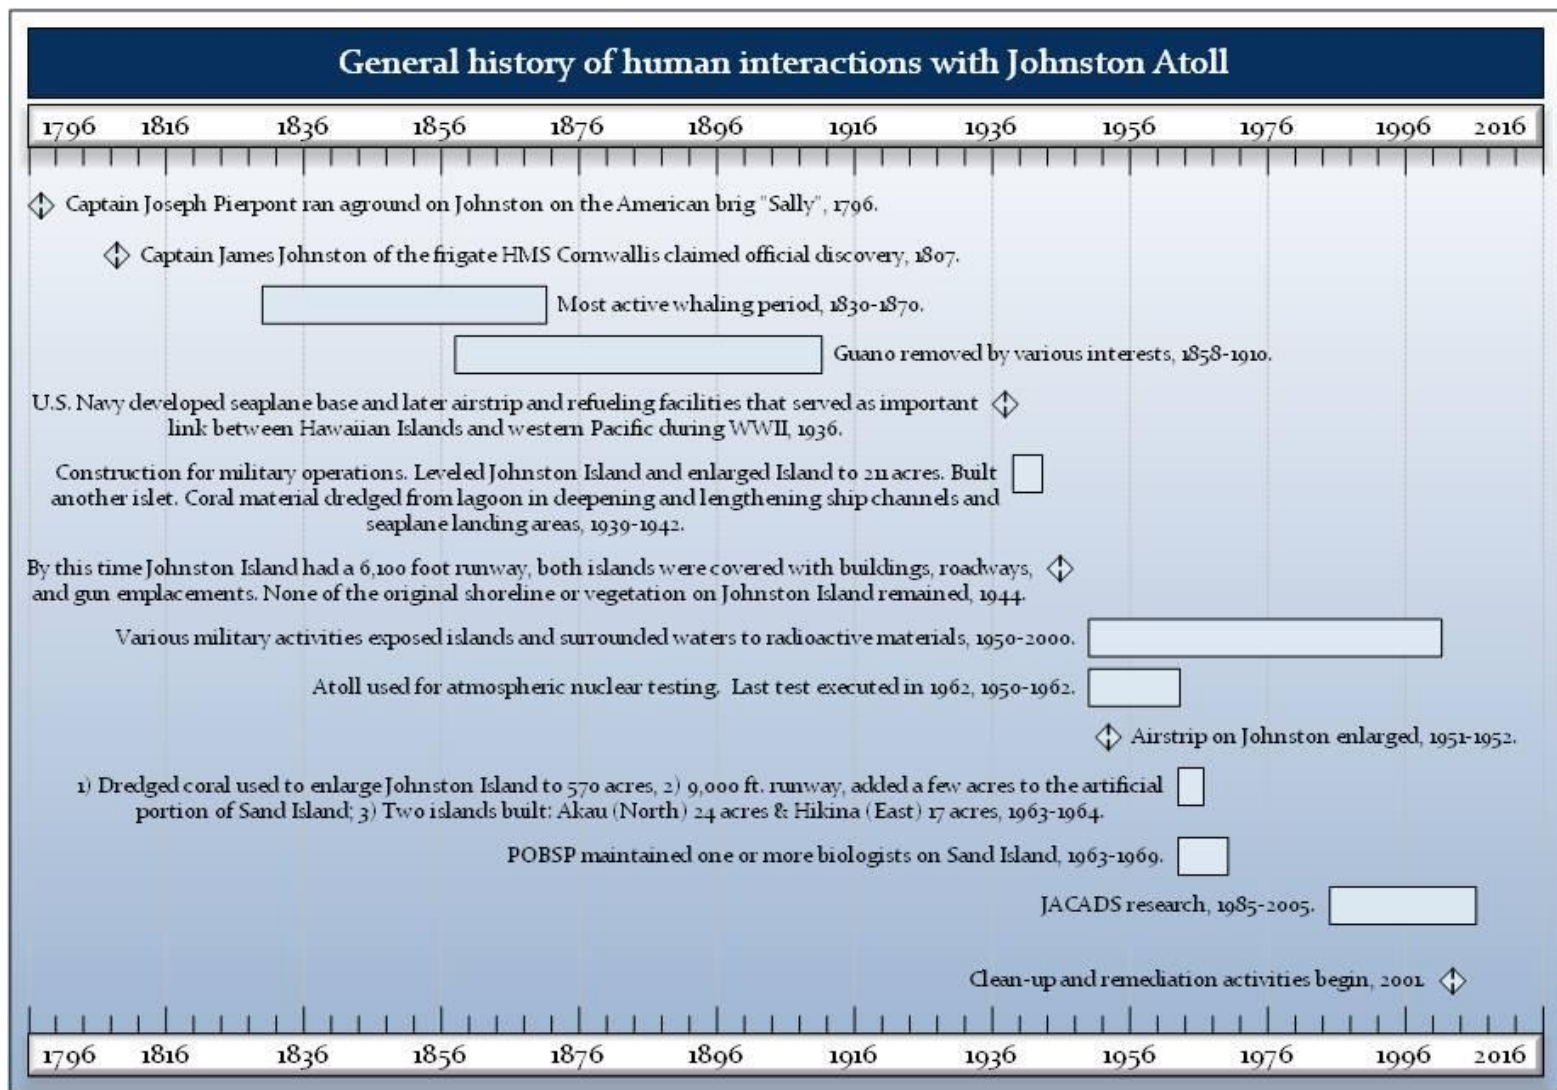 General history of human interactions with Johnston Atoll
1796 1816 1836 1856 1876 1896 1916 1936 1956 1976 1996 2016
Captain Joseph Pierpont ran aground on Johnston on the American brig "Sally", 1796.
Captain James Johnston of the frigate HMS Cornwallis claimed official discovery, 1807.
Most active whaling period, 1830-1870.
Guano removed by various interests, 1858-1910.
U.S. Navy developed seaplane base and later airstrip and refueling facilities that served as important
link between Hawaiian Islands and western Pacific during WWII, 1936.
Construction for military operations. Leveled Johnston Island and enlarged Island to 211 acres. Built
another islet. Coral material dredged from lagoon in deepening and lengthening ship channels and
seaplane landing areas, 1939-1942.
By this time Johnston Island had a 6,100 foot runway, both islands were covered with buildings, roadways,
and gun emplacements. None of the original shoreline or vegetation on Johnston Island remained, 1944.
Various military activities exposed islands and surrounded waters to radioactive materials, 1950-2000.
Atoll used for atmospheric nuclear testing. Last test executed in 1962, 1950-1962.
Airstrip on Johnston enlarged, 1951-1952.
1) Dredged coral used to enlarge Johnston Island to 570 acres, 2) 9,000 ft. runway, added a few acres to the artificial
portion of Sand Island; 3) Two islands built: Akau (North) 24 acres & Hikina (East) 17 acres, 1963-1964.
POBSP maintained one or more biologists on Sand Island, 1963-1969.
JACADS research, 1985-2005.
Clean-up and remediation activities begin, 2001.
1796 1816 1836 1856 1876 1896 1916 1936 1956 1976 1996 2016